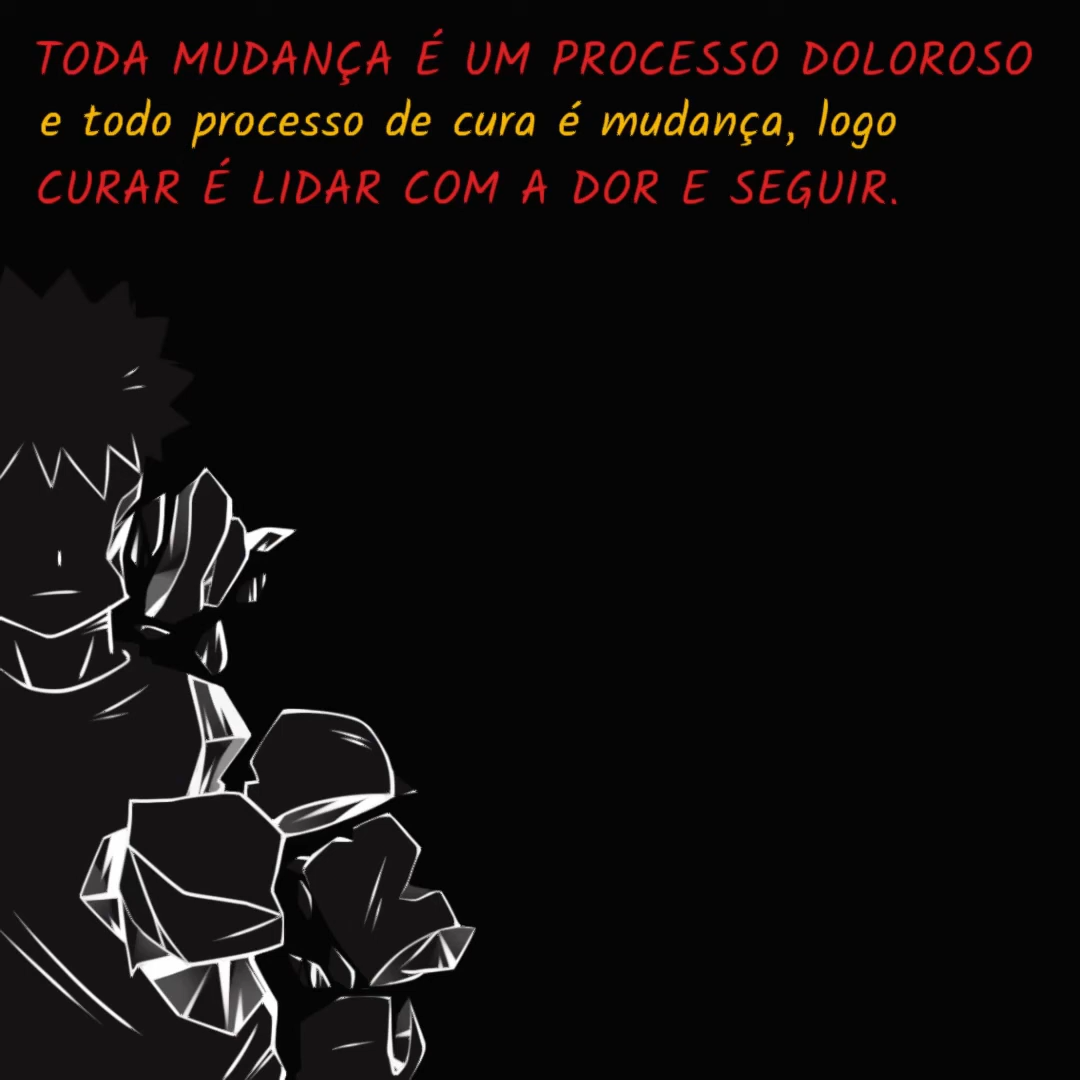 TODA MUDANÇA É UM PROCESSO DOLOROSO
e todo processo de cura é mudança, logo
CURAR É LIDAR COM A DOR E SEGUIR.